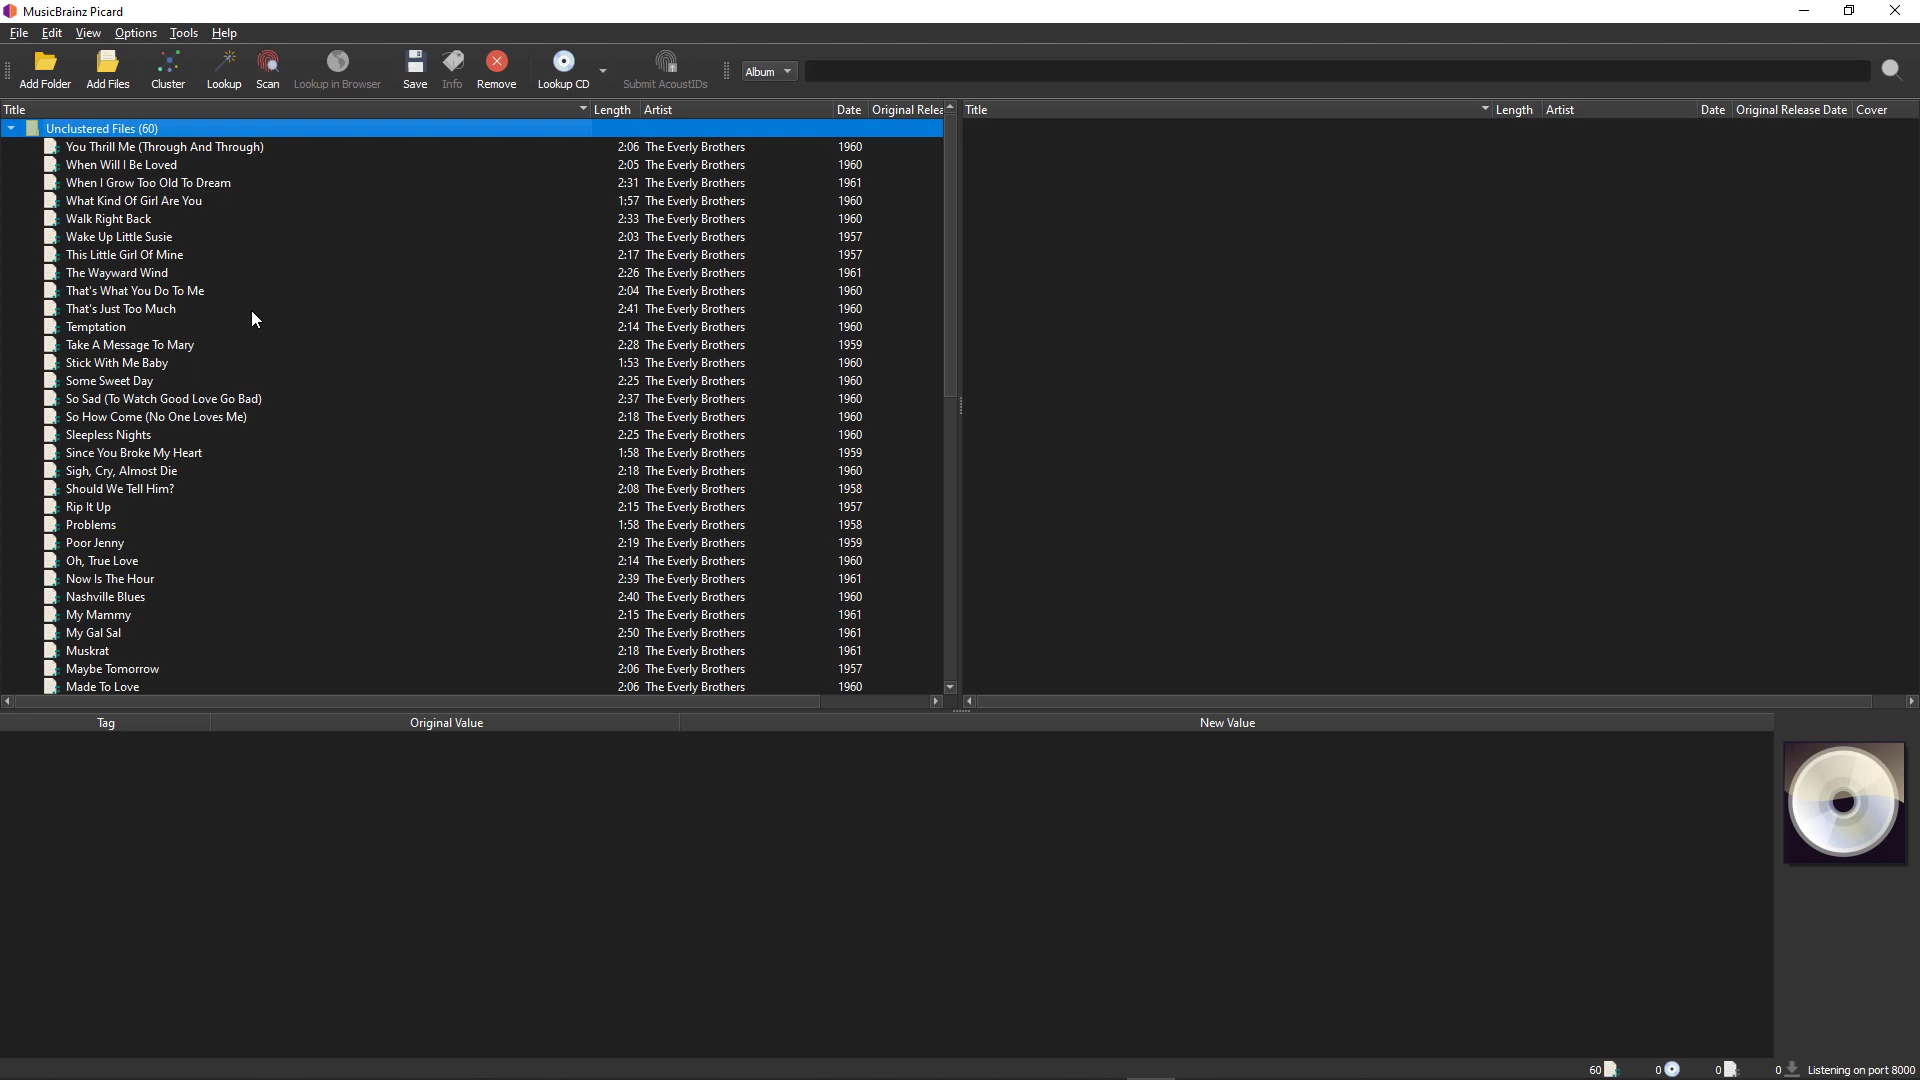 MusicBrainz Picard
File Edit View Options Tools Help
Add Folder Add Files Cluster Lookup Scan Lookup in Browser Save Info Remove Lookup CD Submit AcoustIDs Album
Title Length Artist Date Original Relea Title Length Artist Date Original Release Date Cover
Unclustered Files (60)
You Thrill Me (Through And Through) 2:06 The Everly Brothers 1960
When Will I Be Loved 2:05 The Everly Brothers 1960
When I Grow Too Old To Dream 2:31 The Everly Brothers 1961
What Kind Of Girl Are You 1:57 The Everly Brothers 1960
Walk Right Back 2:33 The Everly Brothers 1960
Wake Up Little Susie 2:03 The Everly Brothers 1957
This Little Girl Of Mine 2:17 The Everly Brothers 1957
The Wayward Wind 2:26 The Everly Brothers 1961
That's What You Do To Me 2:04 The Everly Brothers 1960
That's Just Too Much 2:41 The Everly Brothers 1960
Temptation 2:14 The Everly Brothers 1960
Take A Message To Mary 2:28 The Everly Brothers 1959
Stick With Me Baby 1:53 The Everly Brothers 1960
Some Sweet Day 2:25 The Everly Brothers 1960
So Sad (To Watch Good Love Go Bad) 2:37 The Everly Brothers 1960
So How Come (No One Loves Me) 2:18 The Everly Brothers 1960
Sleepless Nights 2:25 The Everly Brothers 1960
Since You Broke My Heart 1:58 The Everly Brothers 1959
Sigh, Cry, Almost Die 2:18 The Everly Brothers 1960
Should We Tell Him? 2:08 The Everly Brothers 1958
Rip It Up 2:15 The Everly Brothers 1957
Problems 1:58 The Everly Brothers 1958
Poor Jenny 2:19 The Everly Brothers 1959
Oh, True Love 2:14 The Everly Brothers 1960
Now Is The Hour 2:39 The Everly Brothers 1961
Nashville Blues 2:40 The Everly Brothers 1960
My Mammy 2:15 The Everly Brothers 1961
My Gal Sal 2:50 The Everly Brothers 1961
Muskrat 2:18 The Everly Brothers 1961
Maybe Tomorrow 2:06 The Everly Brothers 1957
Made To Love 2:06 The Everly Brothers 1960
Tag Original Value New Value
60 0 0 0 Listening on port 8000